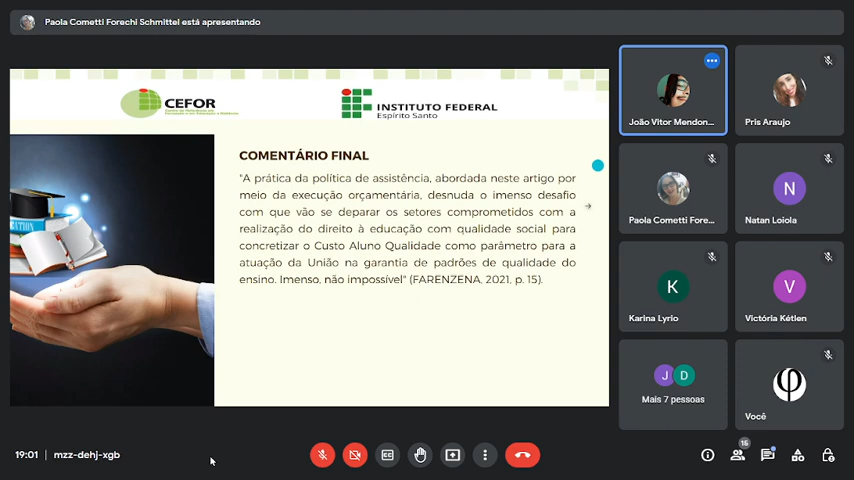 Paola Cometti Forechi Schmittel está apresentando
CEFOR
INSTITUTO FEDERAL
Espírito Santo
COMENTÁRIO FINAL
"A prática da política de assistência, abordada neste artigo por
meio da execução orçamentária, desnuda o imenso desafio
com que vão se deparar os setores comprometidos com a
realização do direito à educação com qualidade social para
concretizar o Custo Aluno Qualidade como parâmetro para a
atuação da União na garantia de padrões de qualidade do
ensino. Imenso, não impossível" (FARENZENA, 2021, p. 15).
João Vitor Mendon...
Pris Araujo
Paola Cometti Fore...
N
Natan Loiola
K
Karina Lyrio
V
Victória Kétlen
J D
Mais 7 pessoas
φ
Você
19:01 | mzz-dehj-xgb
CC
15